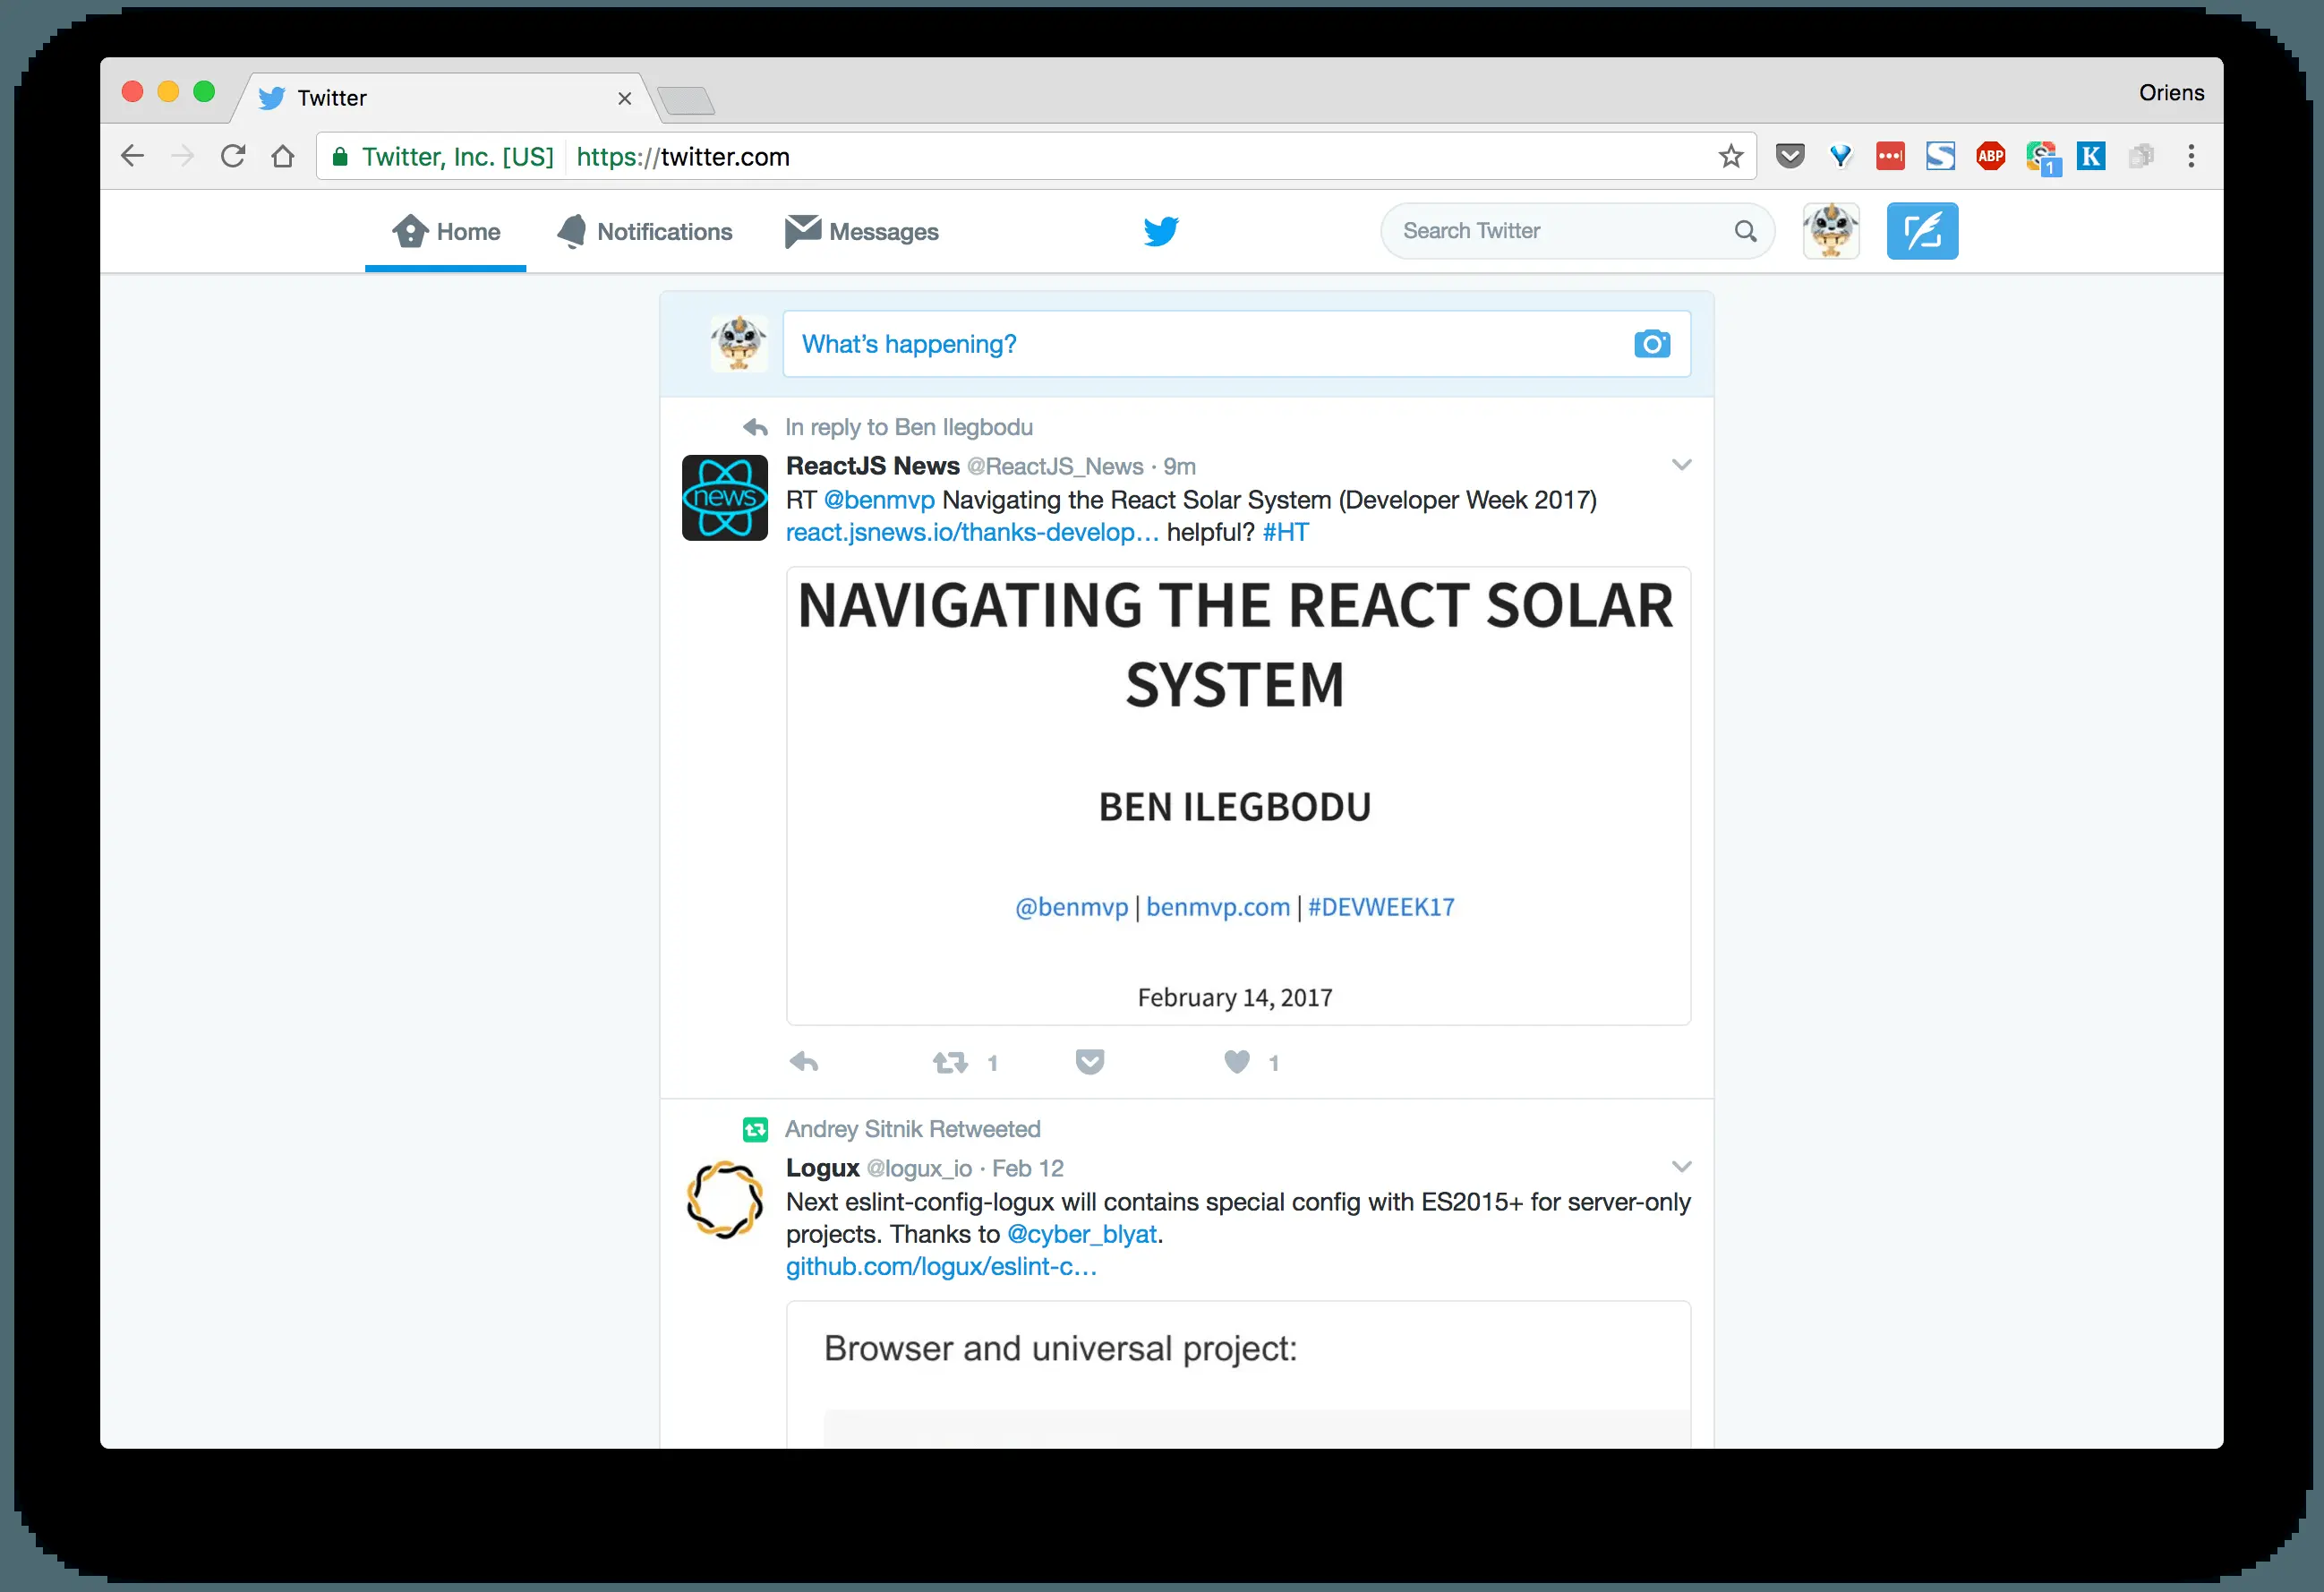 Twitter
Oriens
Twitter, Inc. [US] https://twitter.com
ABP
1
K
Home Notifications Messages
Search Twitter
What’s happening?
In reply to Ben Ilegbodu
ReactJS News @ReactJS_News · 9m
news
RT @benmvp Navigating the React Solar System (Developer Week 2017)
react.jsnews.io/thanks-develop… helpful? #HT
NAVIGATING THE REACT SOLAR
SYSTEM
BEN ILEGBODU
@benmvp | benmvp.com | #DEVWEEK17
February 14, 2017
1 1
Andrey Sitnik Retweeted
Logux @logux_io · Feb 12
Next eslint-config-logux will contains special config with ES2015+ for server-only
projects. Thanks to @cyber_blyat.
github.com/logux/eslint-c…
Browser and universal project: